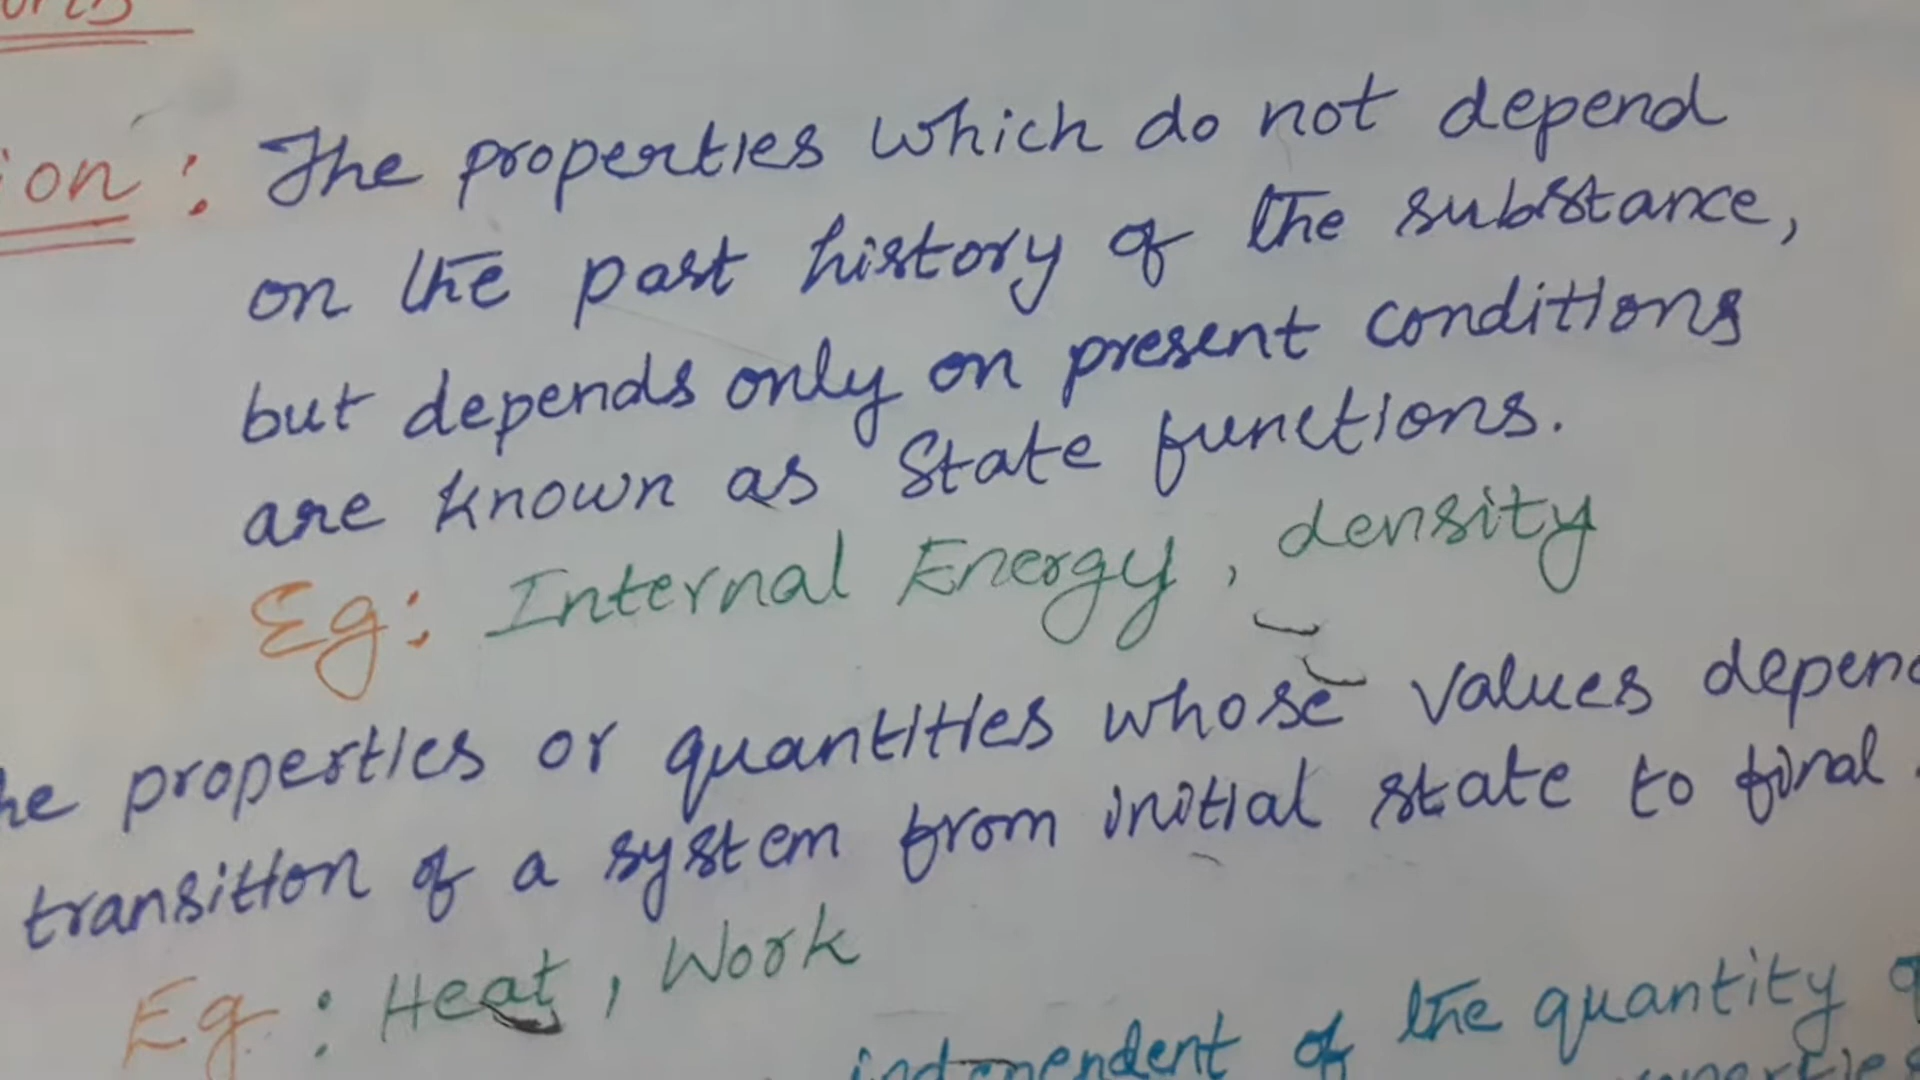 ion: The properties which do not depend
on the past history of the substance,
but depends only on present conditions
are known as State functions.
Eg: Internal Energy, density
he properties or quantities whose values depend
transition of a system from initial state to final
Eg: Heat, Work
independent of the quantity